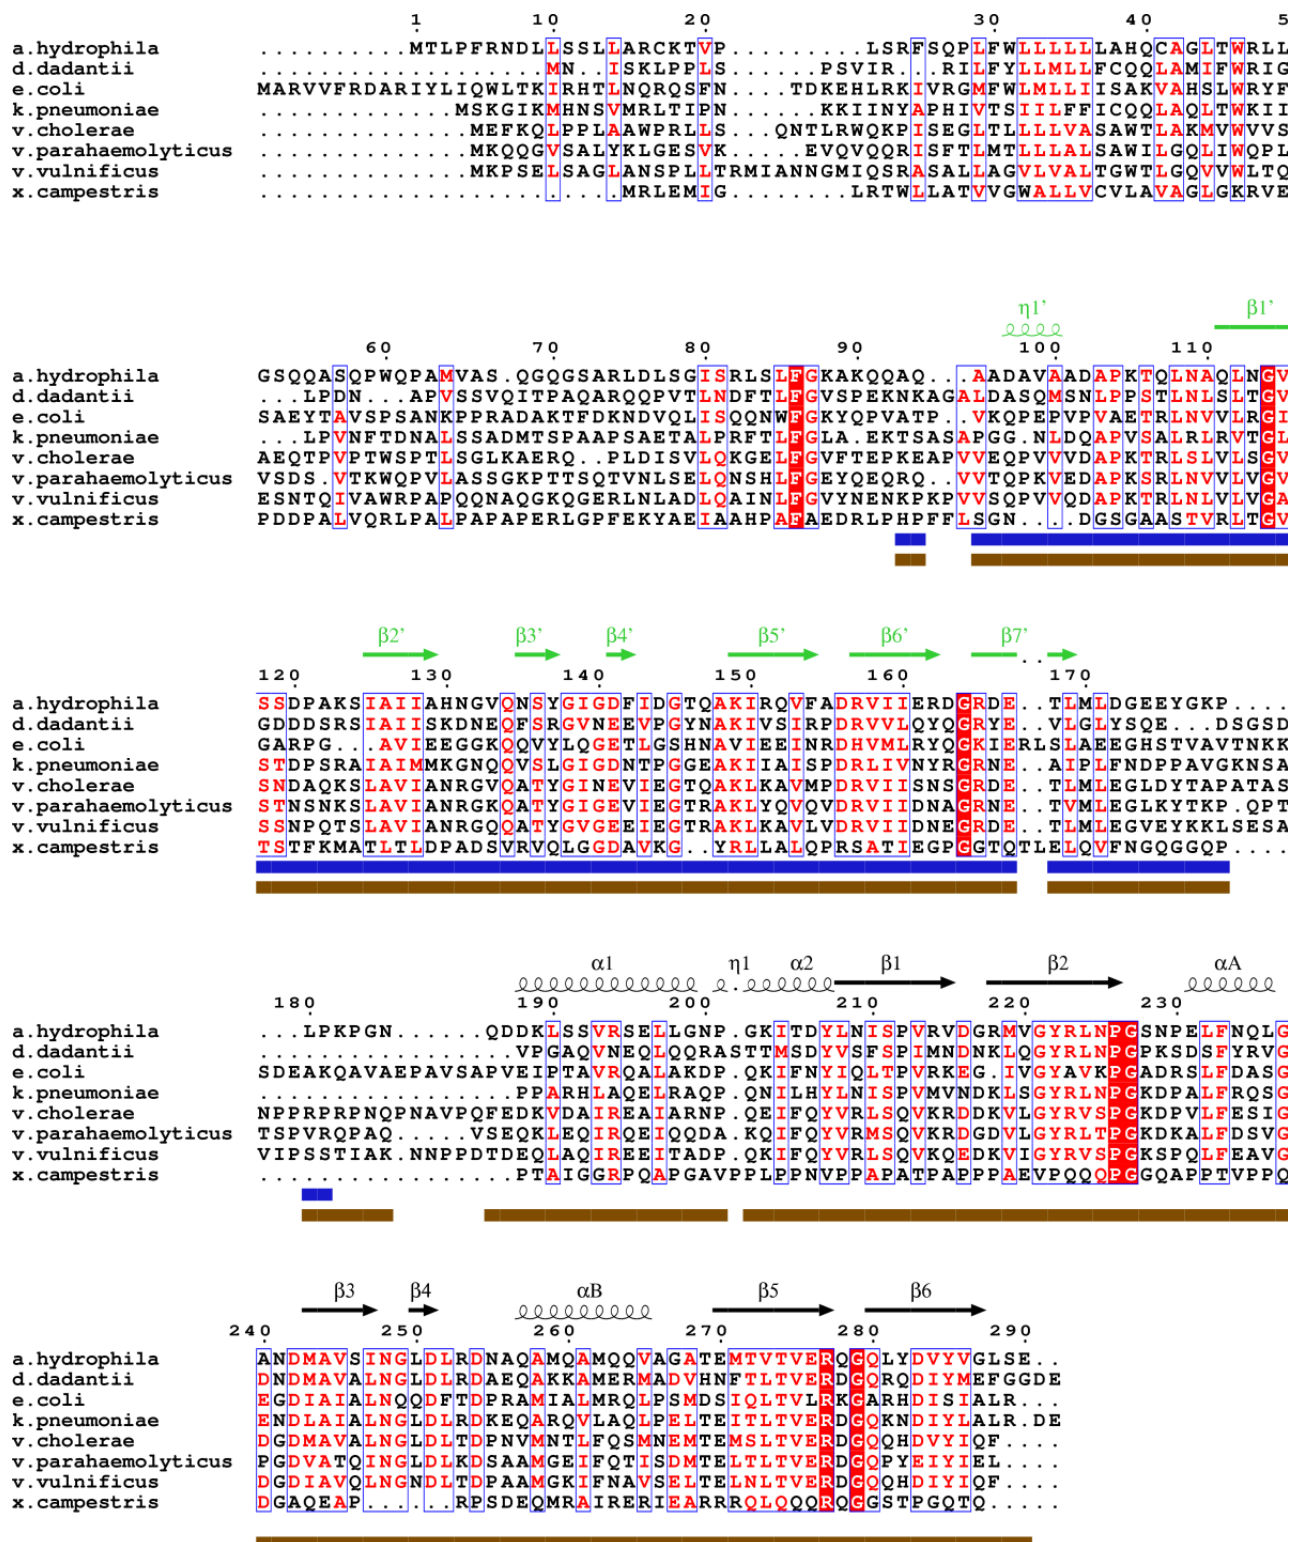 1 10 20 30 40 5
a.hydrophila ..........MTLPFRNDLLSSLLARCKTVP.........LSRFSQPLFWLLLLLLAHQCAGLTWRLL
d.dadantii ...................MN..ISKLPPLS......PSVIR...RILFYLLMLLFCQQLAMIFWRIG
e.coli MARVVFRDARIYLIQWLTKIRHTLNQRQSFN....TDKEHLRKIVRGMFWLMLLIISAKVAHSLWRYF
k.pneumoniae .............MSKGIKMHNSVMRLTIPN.....KKIINYAPHIVTSIILFFICQQLAQLTWKII
v.cholerae ..............MEFKQLPPLAAWPRLLS...QNTLRWQKPISEGLTLLLLVASAWTLAKMVWVVS
v.parahaemolyticus ..............MKQQGVSALYKLGESVK.....EVQVQQRISFTLMTLLLALSAWILGQLIWQPL
v.vulnificus ..............MKPSELSAGLANSPLLTRMIANNGMIQSRASALLAGVLVALTGWTLGQVVWLTQ
x.campestris ........................MRLEMIG........LRTWLLATVVGWALLVCVLAVAGLGKRVE
η1’ β1’
60 70 80 90 100 110
a.hydrophila GSQQASQPWQPAMVAS.QGQGSARLDLSGISRLSLFGKAKQQAQ..AADAVAADAPKTQLNAQLNGV
d.dadantii ...LPDN...APVSSVQITPAQARQQPVTLNDFTLFGVSPEKNKAGALDASQMSNLPPSTLNLSLTGV
e.coli SAEYTAVSPSANKPPRADAKTFDKNDVQLISQQNWFGKYQPVATP..VKQPEPVPVAETRLNVVLRGI
k.pneumoniae ...LPVNFTDNALSSADMTSPAAPSAETALPRFTLFGLA.EKTSASAPGG.NLDQAPVSALRLRVTGL
v.cholerae AEQTPVPTWSPTLSGLKAERQ..PLDISVLQKGELFGVFTEPKEAPVVEQPVVVDAPKTRLSLVLSGV
v.parahaemolyticus VSDS.VTKWQPVLASSGKPTTSQTVNLSELQNSHLFGEYQEQRQ..VVTQPKVEDAPKSRLNVVLVGV
v.vulnificus ESNTQIVAWRPAPQQNAQGKQGERLNLADLQAINLFGVYNENKPKPVVSQPVVQDAPKTRLNLVLVGA
x.campestris PDDPALVQRLPALPAPAPERLGPFEKYAEIAAHPAFAEDRLPHPFFLSGN...DGSGAASTVRLTGV
β2’ β3’ β4’ β5’ β6’ β7’
120 130 140 150 160 .. 170
a.hydrophila SSDPAKSIAIIAHNGVQNSYGIGDFIDGTQAKIRQVFADRVIIERDGRDE..TLMLDGEEYGKP....
d.dadantii GDDDSRSIAIISKDNEQFSRGVNEEVPGYNAKIVSIRPDRVVLQYQGRYE..VLGLYSQEE...DSGSD
e.coli GARPG...AVIEEGGKQQVYLQGETLGSHNAVIEEINRDHVMLRYQGKIERLSLAEEGHSTVAVTNKK
k.pneumoniae STDPSRAIAIMMKGNQQVSLGIGDNTPGGEAKIIAISPDRLIVNYRGRNE..AIPLFNDPPAVGKNSA
v.cholerae SNDAQKSLAVIANRGVQATYGINEVIEGTQAKLKAVMPDRVIISNSGRDE..TLMLEGLDYTAPATAS
v.parahaemolyticus STNSNKSLAVIANRGKQATYGIGEVIEGTRAKLYQVQVDRVIIDNAGRNE..TVMLEGLKYTKP.QPT
v.vulnificus SSNPQTSLAVIANRGQQATYGVGEEIEGTRAKLKAVLVDRVIIDNEGRDE..TLMLEGVEYKKLSESA
x.campestris TSTFKMATLTLDPADSVRVQLGGDAVKG..YRLLALQPRSATIEGPGGTQTLELQVFNGQGGQP....
α1 η1 α2 β1 β2 αA
180 190 200 210 220 230
a.hydrophila ...LPKPGN......QDDKLSSVRSELLGNP.GKITDYLNISPVRVDGRMVGYRLNPGSNPELFNQLG
d.dadantii .................VPGAQVNEQLQQRASTTMSDYVSFSPIMNDNKLQGYRLNPGPKSDSFYRVG
e.coli SDEAKQAVAEPAVSAPVEIPTAVRQALAKDP.QKIFNYIQLTPVRKEG.IVGYAVKPGADRSLFDASG
k.pneumoniae .................PPARHLAQELRAQP.QNILHYLNISPVMVNDKLSGYRLNPGKDPALFRQSG
v.cholerae NPPRPRPNQPNAVPQFEDKVDAIREAIARNP.QEIFQYVRLSQVKRDDKVLGYRVSPGKDPVLFESIG
v.parahaemolyticus TSPVRQPAQ.....VSEQKLEQIRQEIQQDA.KQIFQYVRMSQVKRDGDVLGYRLTPGKDKALFDSVG
v.vulnificus VIPSSTIAK.NNPPDTDEQLAQIREEITADP.QKIFQYVRLSQVKQEDKVIGYRVSPGKSPQLFEAVG
x.campestris .................PTAIGGRPQAPGAVPPLPPNVPPAPATPAPPPAEVPQQQPGGQAPPTVPPQ
β3 β4 αB β5 β6
240 250 260 270 280 290
a.hydrophila ANDMAVSINGLDLRDNAQAMQAMQQVAGATEMTVTVERQGQLYDVYVGLSE..
d.dadantii DNDMAVALNGLDLRDAEQAKKAMERMADVHNFTLTVERDGQRQDIYMEFGGDE
e.coli EGDIAIALNQQDFTDPRAMIALMRQLPSMDSIQLTVLRKGARHDISIALR...
k.pneumoniae ENDLAIALNGLDLRDKEQARQVLAQLPELTEITLTVERDGQKNDIYLALR.DE
v.cholerae DGDMAVALNGLDLTDPNVMNTLFQSMNEMTEMSLTVERDGQQHDVYIQF....
v.parahaemolyticus PGDVATQINGLDLKDSAAMGEIFQTISDMTELTLTVERDGQPYEIYIEL....
v.vulnificus DGDIAVQLNGNDLTDPAAMGKIFNAVSELTELNLTVERDGQQHDIYIQF....
x.campestris DGAQEAP......RPSDEQMRAIRERIEARRRQLQQQRQGGSTPGQTQ.....